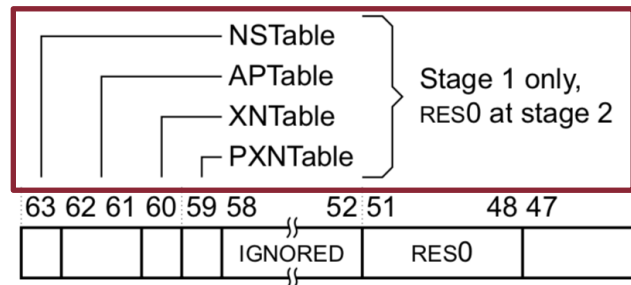 NSTable
APTable
XNTable
PXNTable
Stage 1 only,
RES0 at stage 2
63 62 61 60 59 58 52 51 48 47
IGNORED RES0